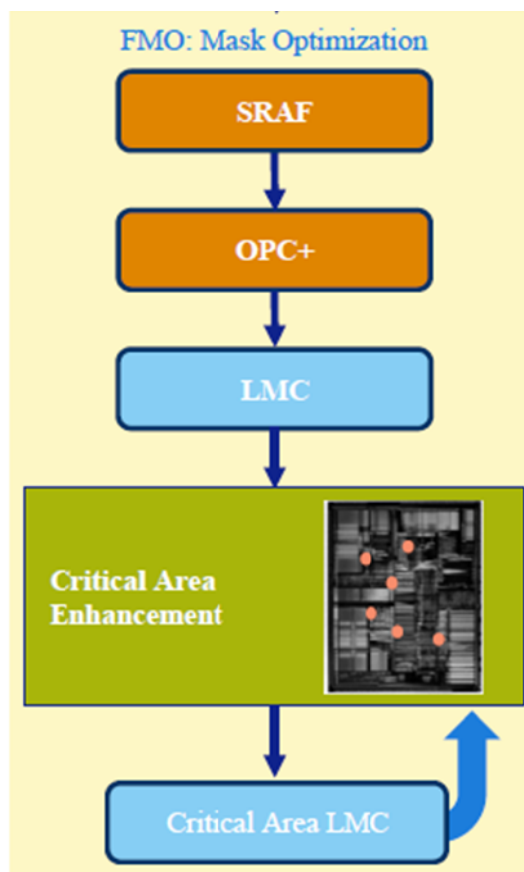 FMO: Mask Optimization
SRAF
OPC+
LMC
Critical Area
Enhancement
Critical Area LMC